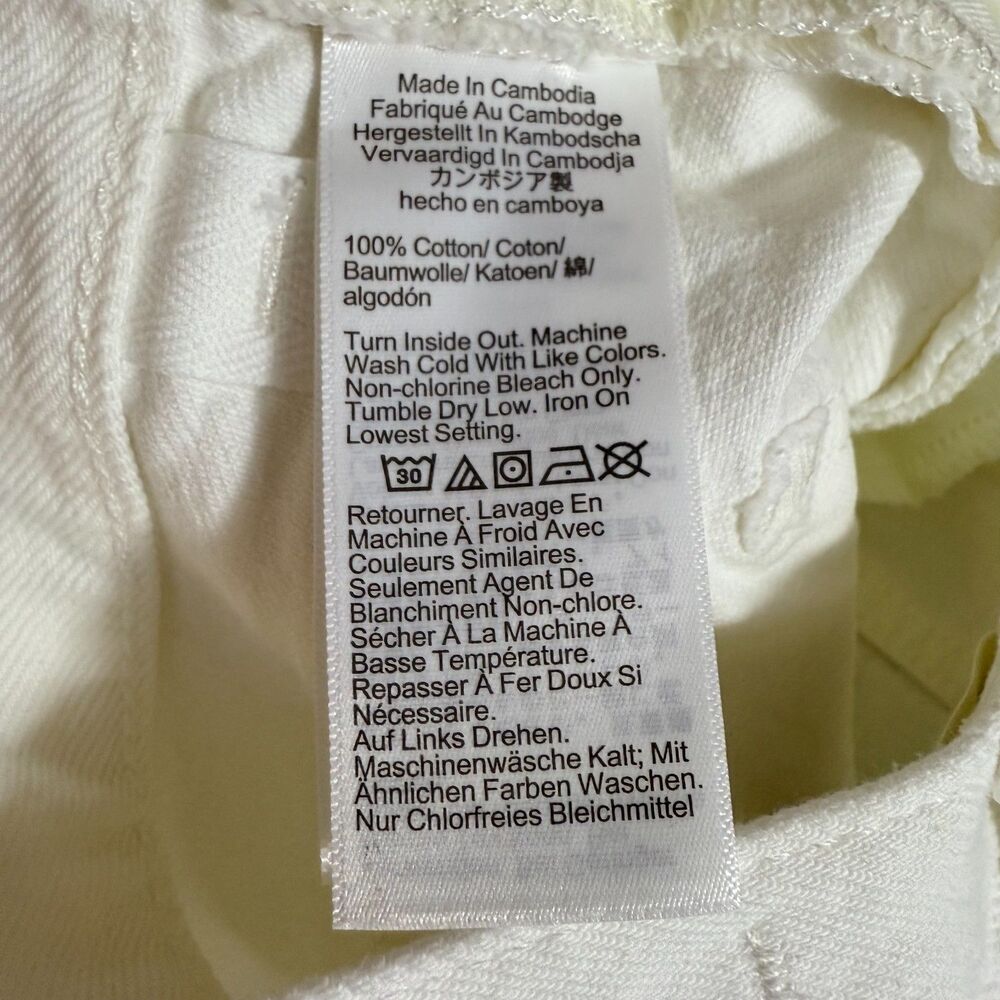 Made In Cambodia
Fabriqué Au Cambodge
Hergestellt In Kambodscha
Vervaardigd In Cambodja
カンボジア製
hecho en camboya
100% Cotton/ Coton/
Baumwolle/ Katoen/ 綿/
algodón
Turn Inside Out. Machine
Wash Cold With Like Colors.
Non-chlorine Bleach Only.
Tumble Dry Low. Iron On
Lowest Setting.
30
Retourner. Lavage En
Machine À Froid Avec
Couleurs Similaires.
Seulement Agent De
Blanchiment Non-chlore.
Sécher À La Machine À
Basse Température.
Repasser À Fer Doux Si
Nécessaire.
Auf Links Drehen.
Maschinenwäsche Kalt; Mit
Ähnlichen Farben Waschen.
Nur Chlorfreies Bleichmittel